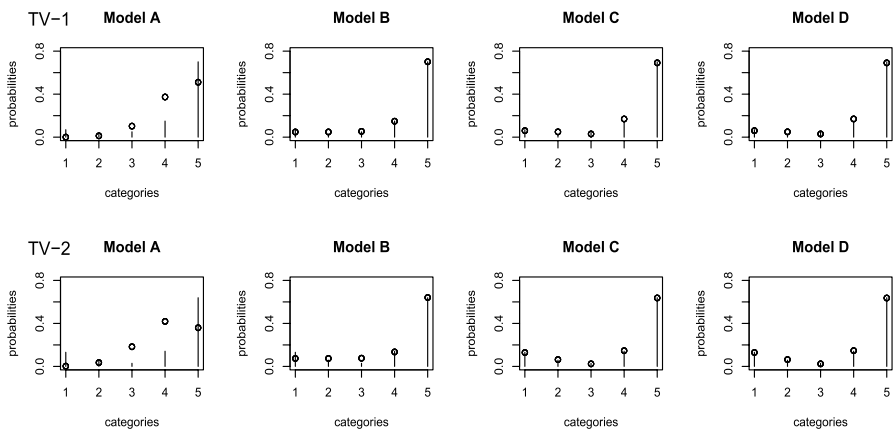 TV−1 Model A Model B Model C Model D
probabilities probabilities probabilities probabilities
0.8 0.8 0.8 0.8
0.4 0.4 0.4 0.4
0.0 0.0 0.0 0.0
1 2 3 4 5 1 2 3 4 5 1 2 3 4 5 1 2 3 4 5
categories categories categories categories
TV−2 Model A Model B Model C Model D
probabilities probabilities probabilities probabilities
0.8 0.8 0.8 0.8
0.4 0.4 0.4 0.4
0.0 0.0 0.0 0.0
1 2 3 4 5 1 2 3 4 5 1 2 3 4 5 1 2 3 4 5
categories categories categories categories